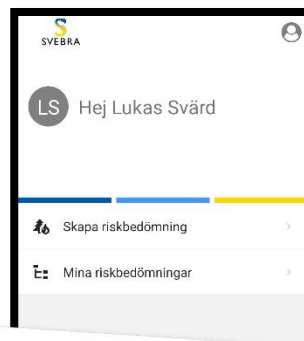 SVEBRA
LS Hej Lukas Svärd
Skapa riskbedömning
Mina riskbedömningar